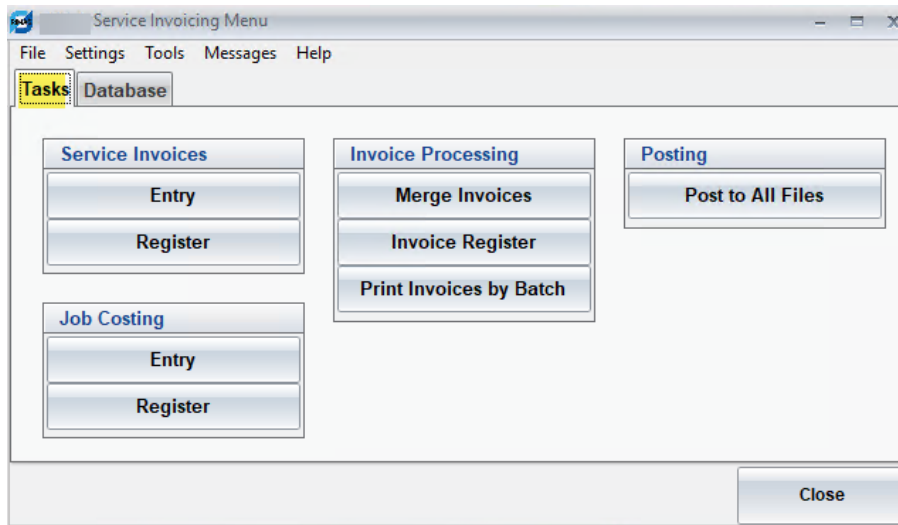 Service Invoicing Menu
File Settings Tools Messages Help
Tasks Database
Service Invoices
Entry
Register
Job Costing
Entry
Register
Invoice Processing
Merge Invoices
Invoice Register
Print Invoices by Batch
Posting
Post to All Files
Close